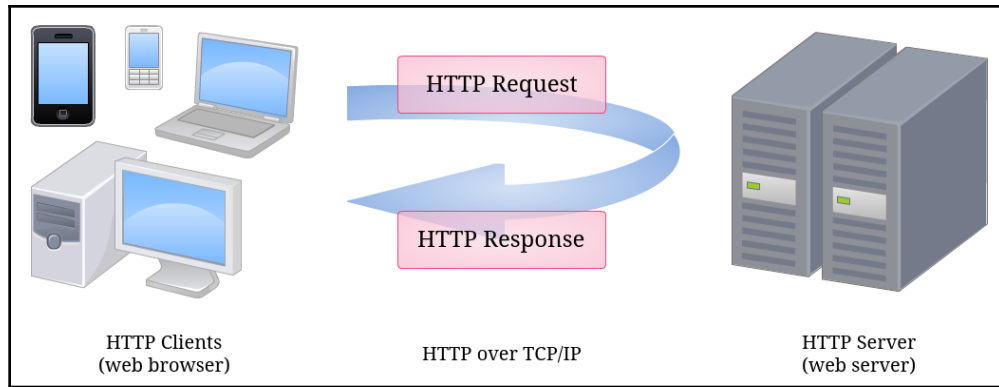 HTTP Request
HTTP Response
HTTP Clients
(web browser)
HTTP over TCP/IP
HTTP Server
(web server)